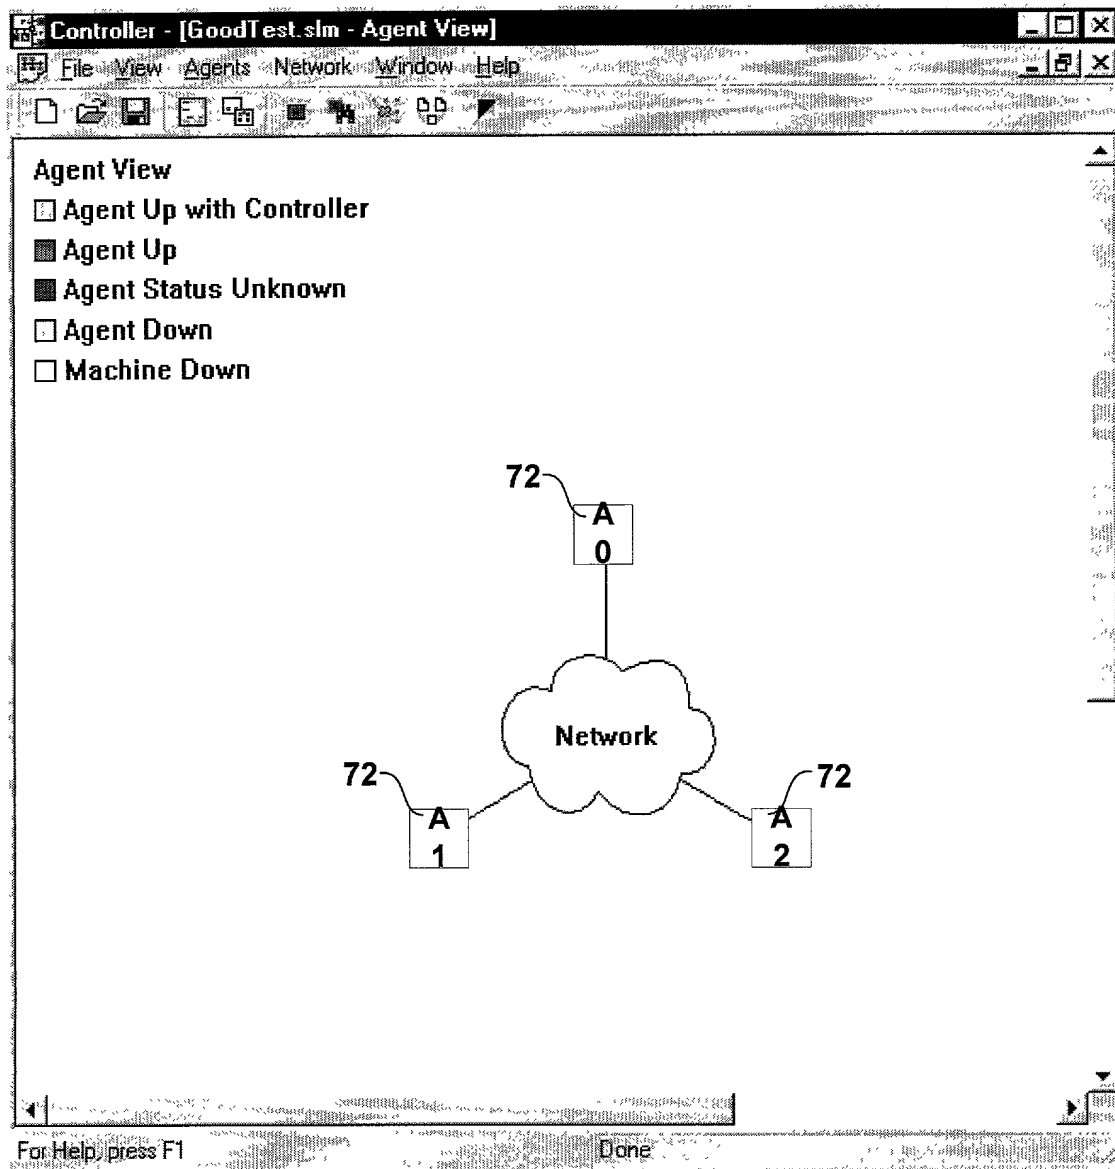 Controller - [GoodTest.slm - Agent View]
File View Agents Network Window Help
Agent View
Agent Up with Controller
Agent Up
Agent Status Unknown
Agent Down
Machine Down
72
A
0
Network
72
A
1
72
A
2
For Help, press F1
Done